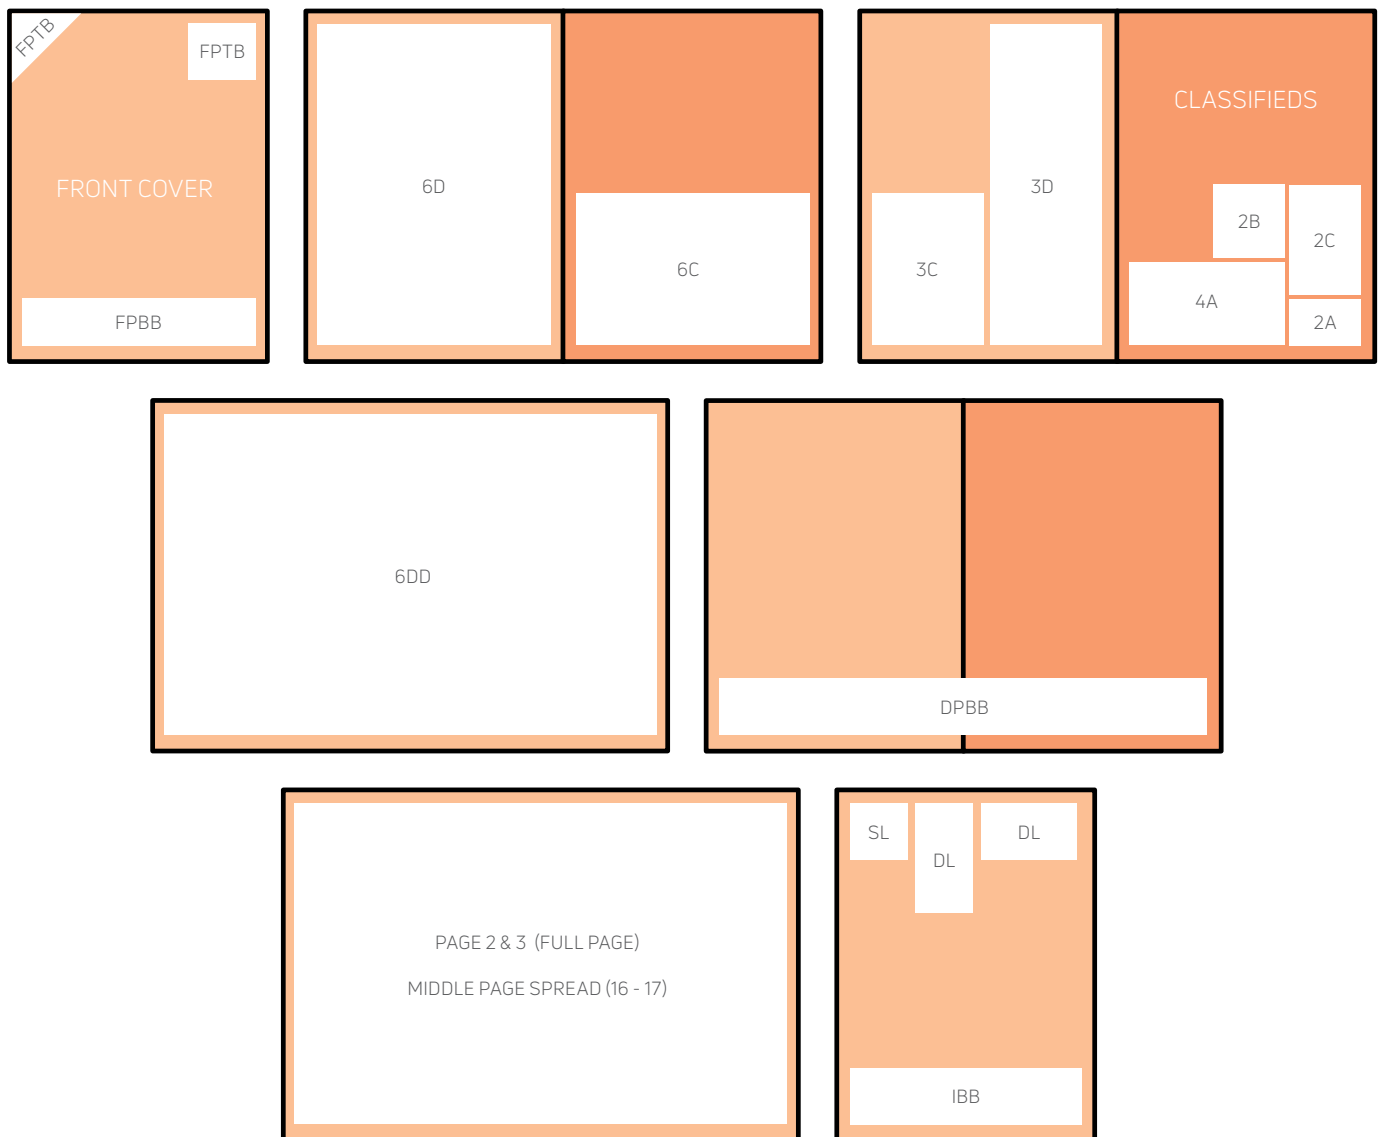 FPTB
FPTB
FRONT COVER
FPBB
6D
6C
3C
3D
CLASSIFIEDS
2B
2C
4A
2A
6DD
DPBB
PAGE 2 & 3 (FULL PAGE)
MIDDLE PAGE SPREAD (16 - 17)
SL
DL
DL
IBB